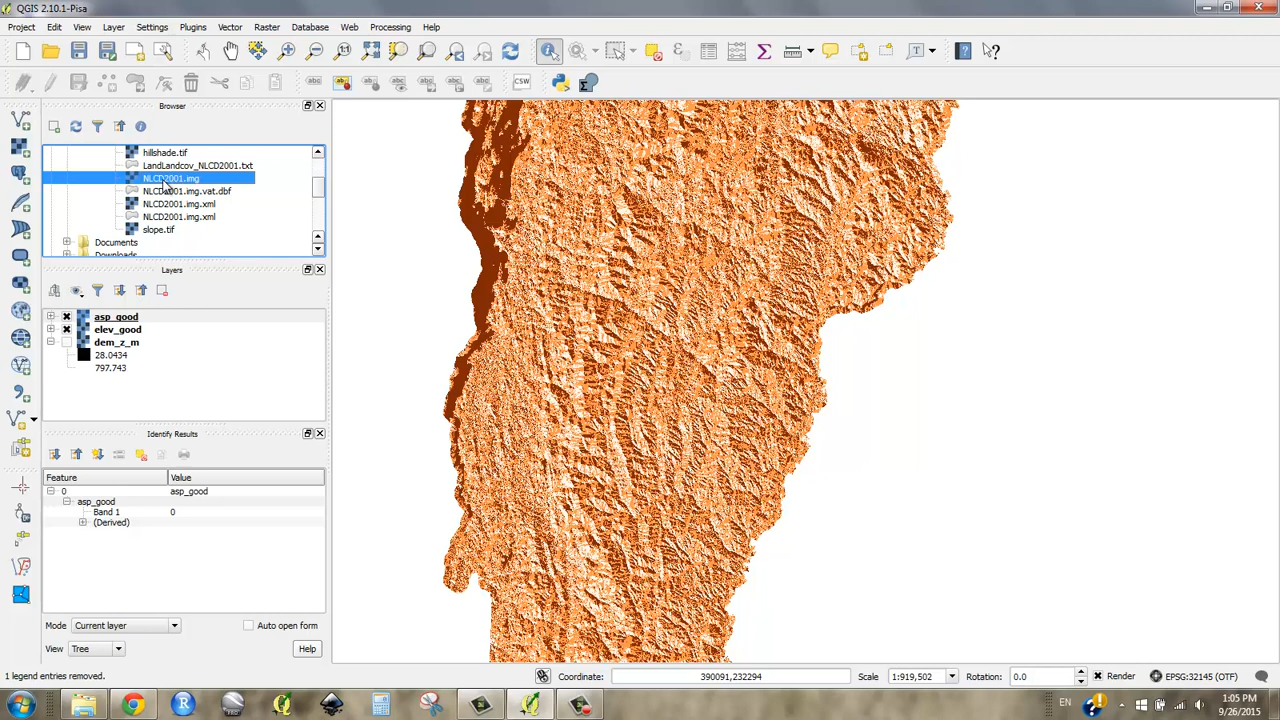 QGIS 2.10.1-Pisa
Project Edit View Layer Settings Plugins Vector Raster Database Web Processing Help
Browser
hillshade.tif
LandLandcov_NLCD2001.txt
NLCD2001.img
NLCD2001.img.vat.dbf
NLCD2001.img.xml
NLCD2001.img.xml
slope.tif
Documents
Layers
asp_good
elev_good
dem_z_m
28.0434
797.743
Identify Results
Feature Value
0 asp_good
asp_good
Band 1 0
(Derived)
Mode Current layer Auto open form
View Tree Help
1 legend entries removed. Coordinate: 390091,232294 Scale 1:919,502 Rotation: 0.0 Render EPSG:32145 (OTF)
EN 1:05 PM
9/26/2015